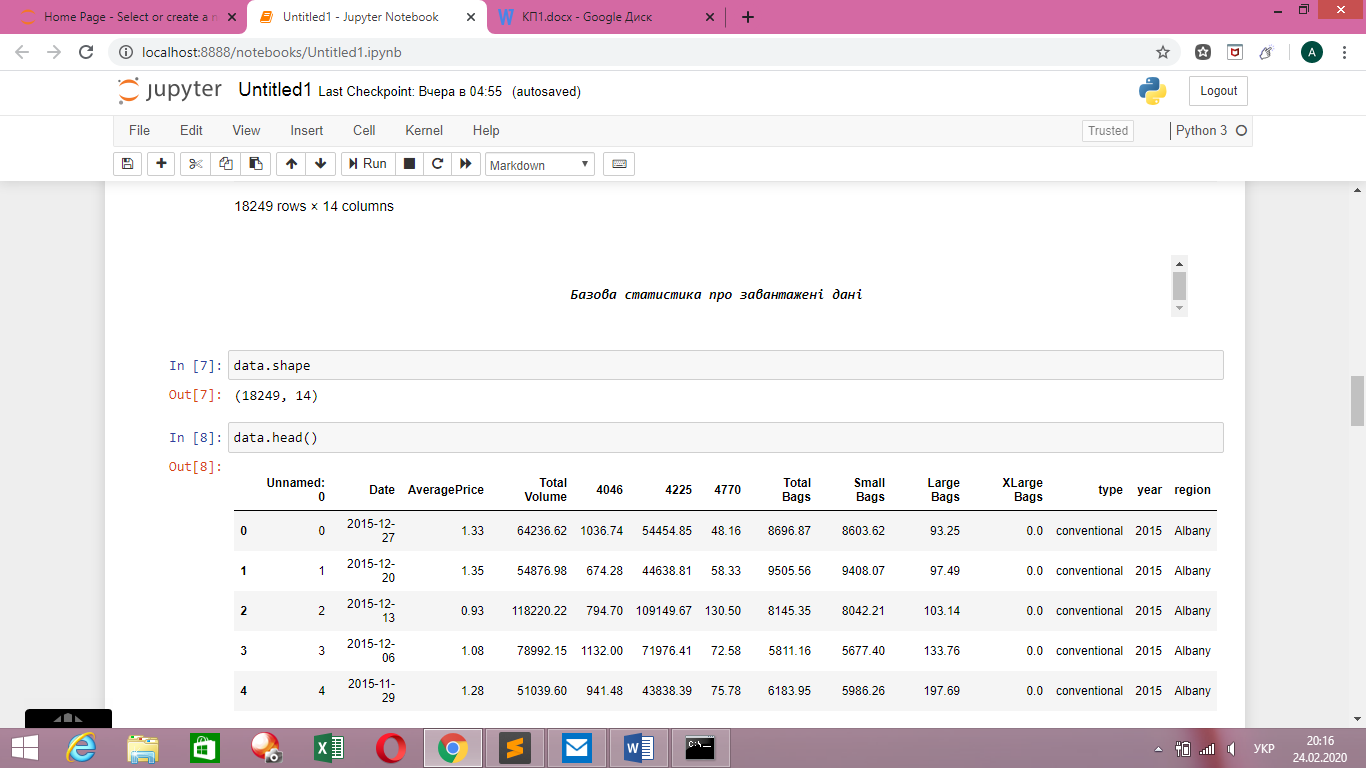 Home Page - Select or create a n
Untitled1 - Jupyter Notebook
КП1.docx - Google Диск
localhost:8888/notebooks/Untitled1.ipynb
A
jupyter Untitled1 Last Checkpoint: Вчера в 04:55 (autosaved)
Logout
File Edit View Insert Cell Kernel Help
Trusted
Python 3
Run
Markdown
18249 rows × 14 columns
Базова статистика про завантажені дані
In [7]: data.shape
Out[7]: (18249, 14)
In [8]: data.head()
Out[8]:
Unnamed: 0 Date AveragePrice Total Volume 4046 4225 4770 Total Bags Small Bags Large Bags XLarge Bags type year region
0 0 2015-12-27 1.33 64236.62 1036.74 54454.85 48.16 8696.87 8603.62 93.25 0.0 conventional 2015 Albany
1 1 2015-12-20 1.35 54876.98 674.28 44638.81 58.33 9505.56 9408.07 97.49 0.0 conventional 2015 Albany
2 2 2015-12-13 0.93 118220.22 794.70 109149.67 130.50 8145.35 8042.21 103.14 0.0 conventional 2015 Albany
3 3 2015-12-06 1.08 78992.15 1132.00 71976.41 72.58 5811.16 5677.40 133.76 0.0 conventional 2015 Albany
4 4 2015-11-29 1.28 51039.60 941.48 43838.39 75.78 6183.95 5986.26 197.69 0.0 conventional 2015 Albany
УКР
20:16
24.02.2020